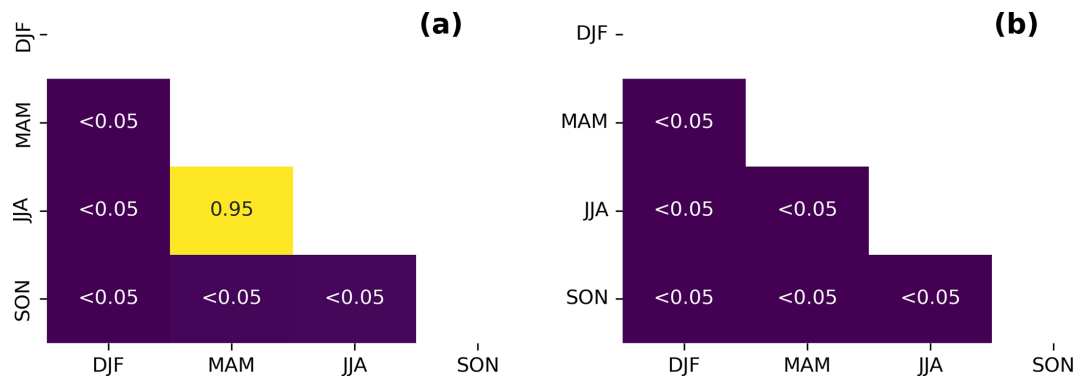 (a)
DJF
MAM <0.05
JJA <0.05 0.95
SON <0.05 <0.05 <0.05
DJF MAM JJA SON
(b)
DJF
MAM <0.05
JJA <0.05 <0.05
SON <0.05 <0.05 <0.05
DJF MAM JJA SON